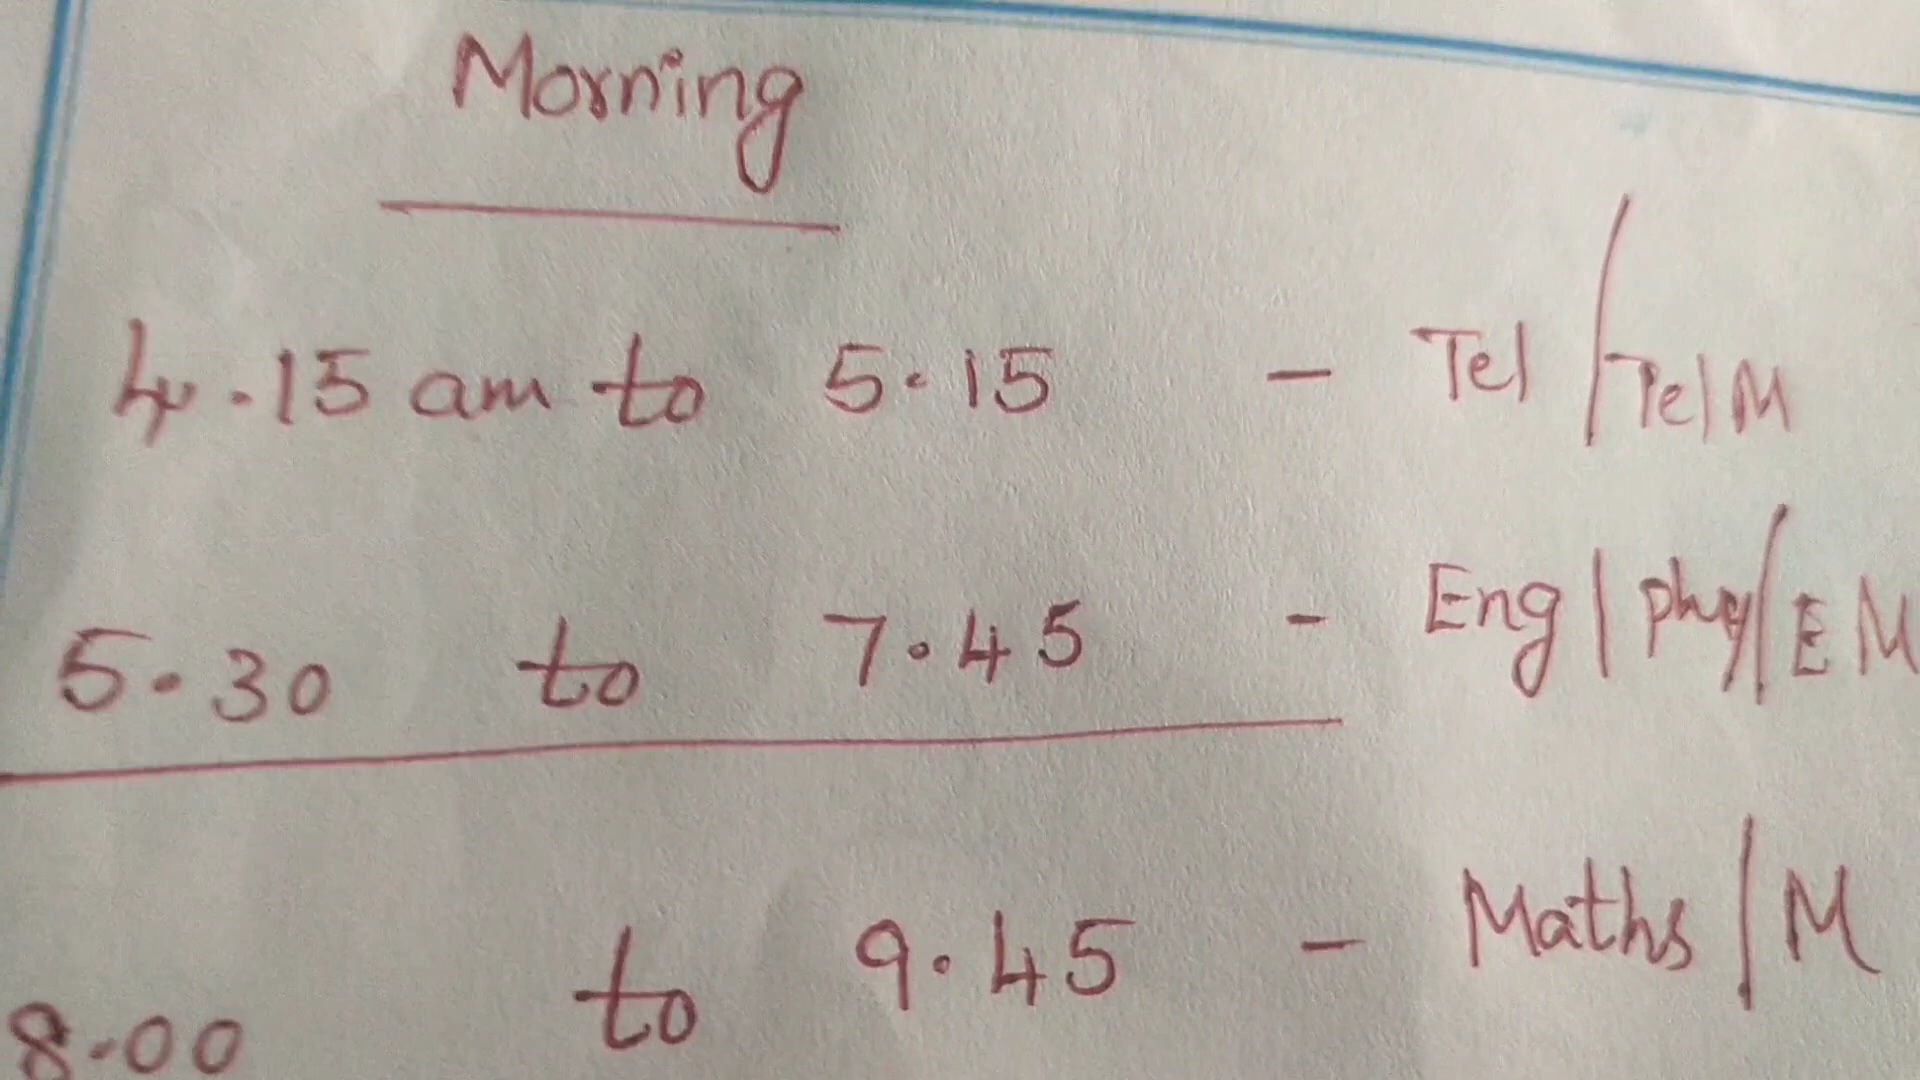 Morning
4.15 am to 5.15 - Tel / Tel M
5.30 to 7.45 - Eng / phy / E M
8.00 to 9.45 - Maths / M